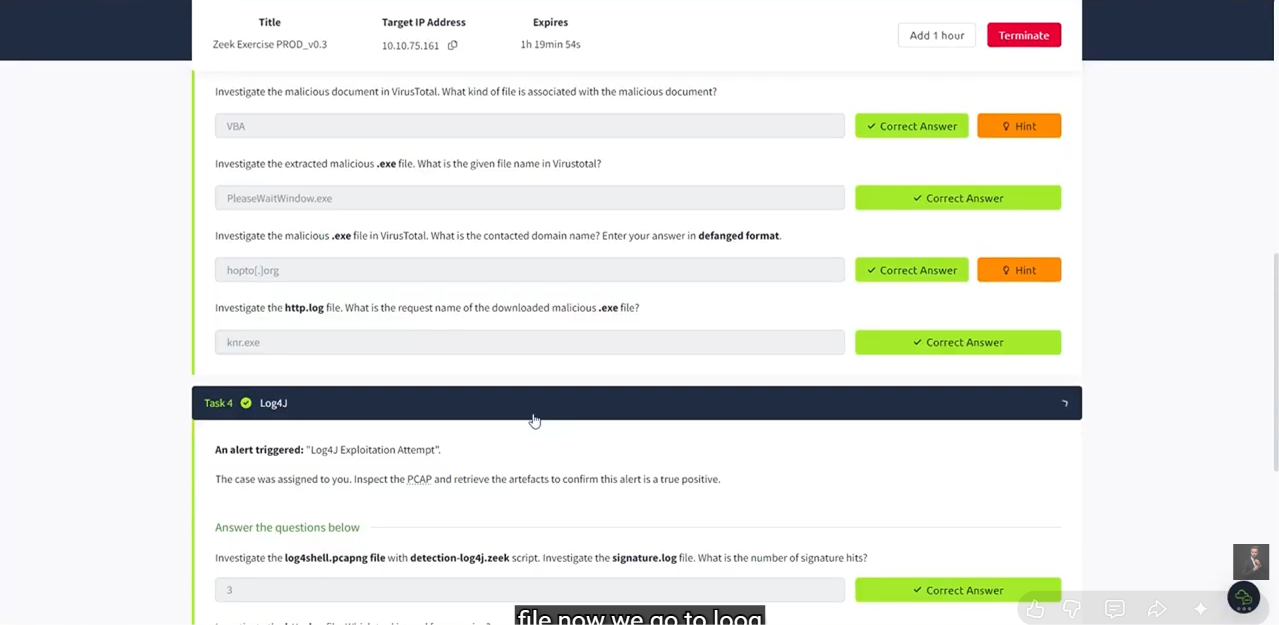 Title
Target IP Address
Expires
Zeek Exercise PROD_v0.3
10.10.75.161
1h 19min 54s
Add 1 hour
Terminate
Investigate the malicious document in VirusTotal. What kind of file is associated with the malicious document?
VBA
Correct Answer
Hint
Investigate the extracted malicious .exe file. What is the given file name in Virustotal?
PleaseWaitWindow.exe
Correct Answer
Investigate the malicious .exe file in VirusTotal. What is the contacted domain name? Enter your answer in defanged format.
hopto[.]org
Correct Answer
Hint
Investigate the http.log file. What is the request name of the downloaded malicious .exe file?
knr.exe
Correct Answer
Task 4
Log4J
An alert triggered: "Log4J Exploitation Attempt".
The case was assigned to you. Inspect the PCAP and retrieve the artefacts to confirm this alert is a true positive.
Answer the questions below
Investigate the log4shell.pcapng file with detection-log4j.zeek script. Investigate the signature.log file. What is the number of signature hits?
3
Correct Answer
file now we go to loog